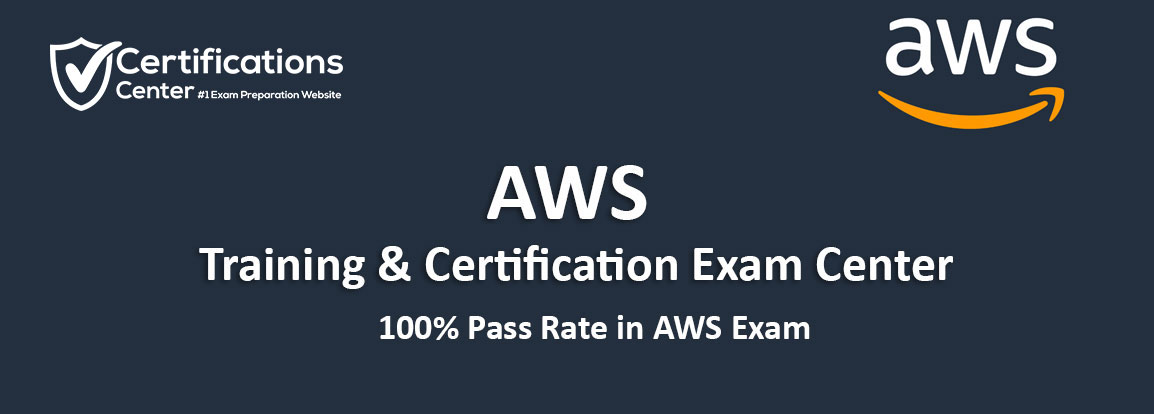 Certifications
Center #1 Exam Preparation Website
aws
AWS
Training & Certification Exam Center
100% Pass Rate in AWS Exam